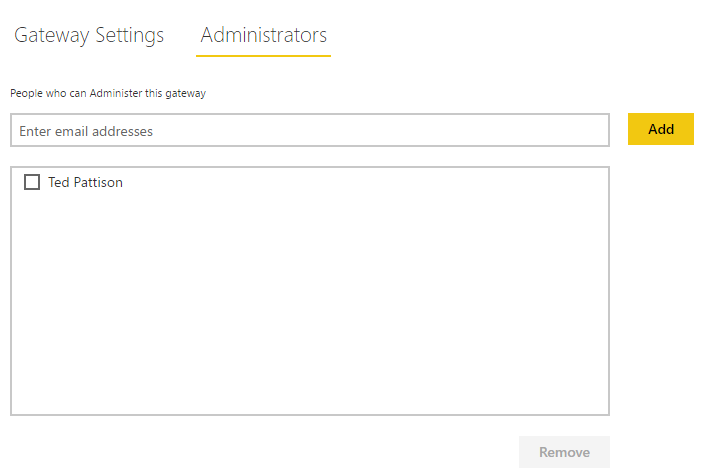 Gateway Settings Administrators
People who can Administer this gateway
Enter email addresses Add
Ted Pattison
Remove